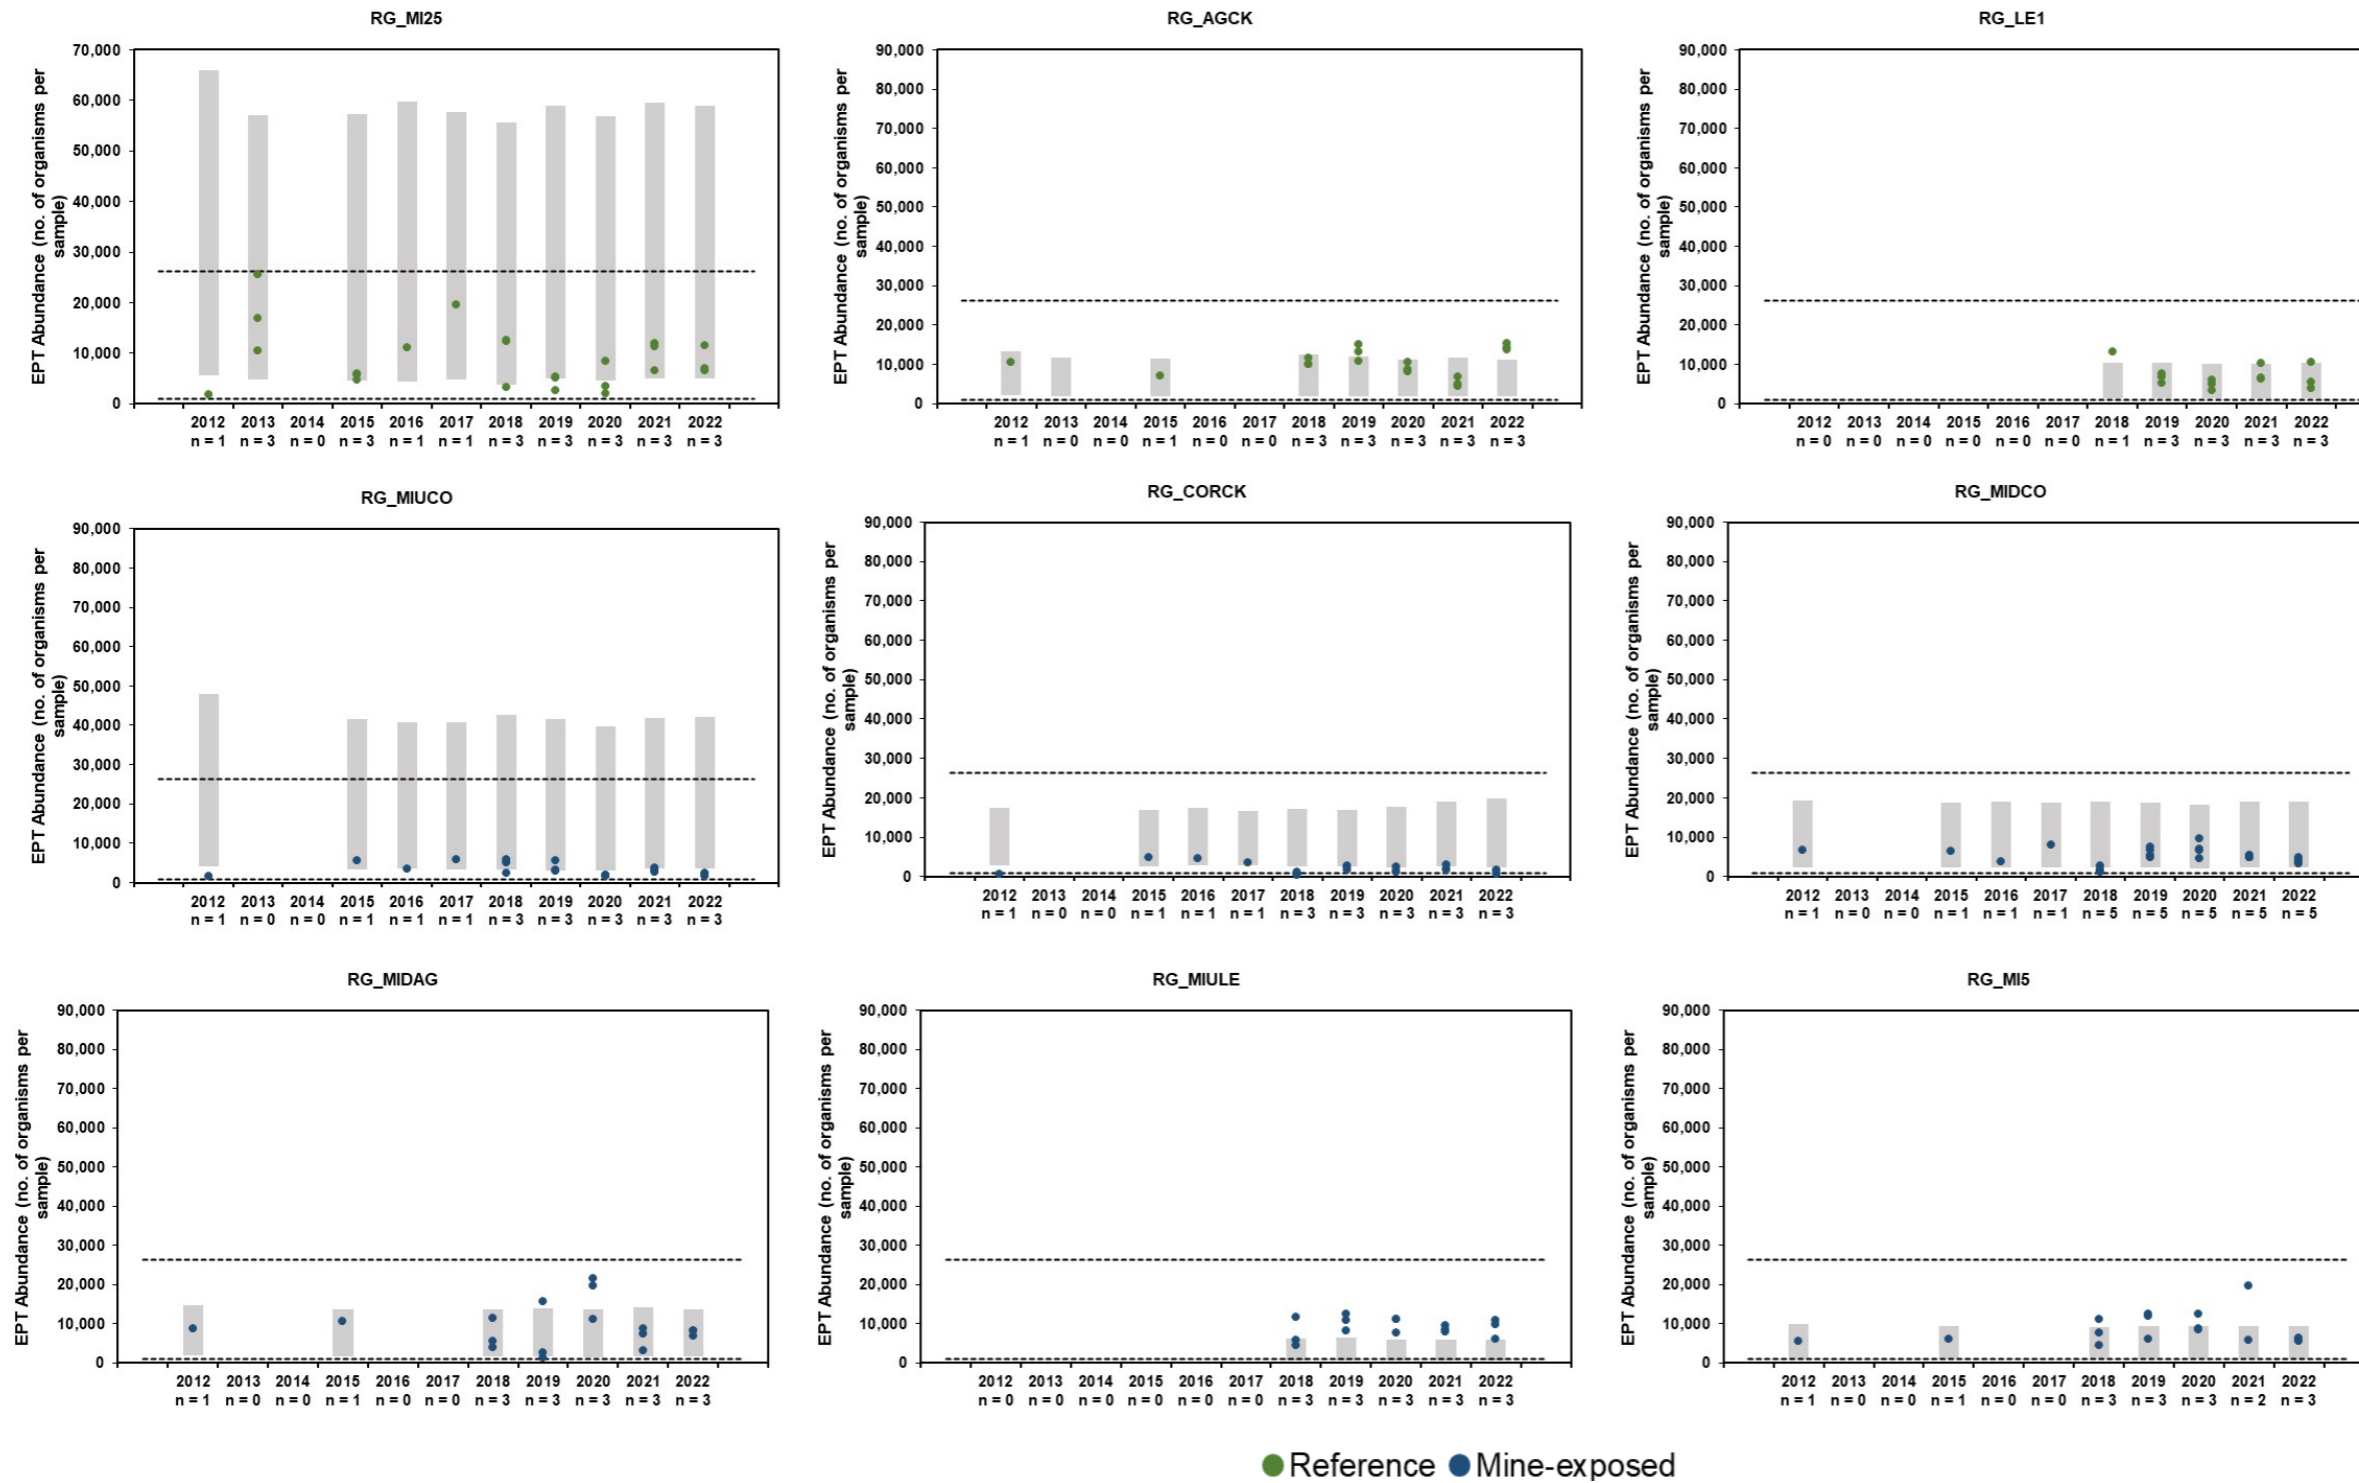 RG_MI25
EPT Abundance (no. of organisms per
sample)
70,000
60,000
50,000
40,000
30,000
20,000
10,000
0
2012 2013 2014 2015 2016 2017 2018 2019 2020 2021 2022
n = 1 n = 3 n = 0 n = 3 n = 1 n = 1 n = 3 n = 3 n = 3 n = 3 n = 3
RG_AGCK
EPT Abundance (no. of organisms per
sample)
90,000
80,000
70,000
60,000
50,000
40,000
30,000
20,000
10,000
0
2012 2013 2014 2015 2016 2017 2018 2019 2020 2021 2022
n = 1 n = 0 n = 0 n = 1 n = 0 n = 0 n = 3 n = 3 n = 3 n = 3 n = 3
RG_LE1
EPT Abundance (no. of organisms per
sample)
90,000
80,000
70,000
60,000
50,000
40,000
30,000
20,000
10,000
0
2012 2013 2014 2015 2016 2017 2018 2019 2020 2021 2022
n = 0 n = 0 n = 0 n = 0 n = 0 n = 0 n = 1 n = 3 n = 3 n = 3 n = 3
RG_MIUCO
EPT Abundance (no. of organisms per
sample)
90,000
80,000
70,000
60,000
50,000
40,000
30,000
20,000
10,000
0
2012 2013 2014 2015 2016 2017 2018 2019 2020 2021 2022
n = 1 n = 0 n = 0 n = 1 n = 1 n = 1 n = 3 n = 3 n = 3 n = 3 n = 3
RG_CORCK
EPT Abundance (no. of organisms per
sample)
90,000
80,000
70,000
60,000
50,000
40,000
30,000
20,000
10,000
0
2012 2013 2014 2015 2016 2017 2018 2019 2020 2021 2022
n = 1 n = 0 n = 0 n = 1 n = 1 n = 1 n = 3 n = 3 n = 3 n = 3 n = 3
RG_MIDCO
EPT Abundance (no. of organisms per
sample)
90,000
80,000
70,000
60,000
50,000
40,000
30,000
20,000
10,000
0
2012 2013 2014 2015 2016 2017 2018 2019 2020 2021 2022
n = 1 n = 0 n = 0 n = 1 n = 1 n = 1 n = 5 n = 5 n = 5 n = 5 n = 5
RG_MIDAG
EPT Abundance (no. of organisms per
sample)
90,000
80,000
70,000
60,000
50,000
40,000
30,000
20,000
10,000
0
2012 2013 2014 2015 2016 2017 2018 2019 2020 2021 2022
n = 1 n = 0 n = 0 n = 1 n = 0 n = 0 n = 3 n = 3 n = 3 n = 3 n = 3
RG_MIULE
EPT Abundance (no. of organisms per
sample)
90,000
80,000
70,000
60,000
50,000
40,000
30,000
20,000
10,000
0
2012 2013 2014 2015 2016 2017 2018 2019 2020 2021 2022
n = 0 n = 0 n = 0 n = 0 n = 0 n = 0 n = 3 n = 3 n = 3 n = 3 n = 3
RG_MI5
EPT Abundance (no. of organisms per
sample)
90,000
80,000
70,000
60,000
50,000
40,000
30,000
20,000
10,000
0
2012 2013 2014 2015 2016 2017 2018 2019 2020 2021 2022
n = 1 n = 0 n = 0 n = 1 n = 0 n = 0 n = 3 n = 3 n = 3 n = 2 n = 3
Reference Mine-exposed